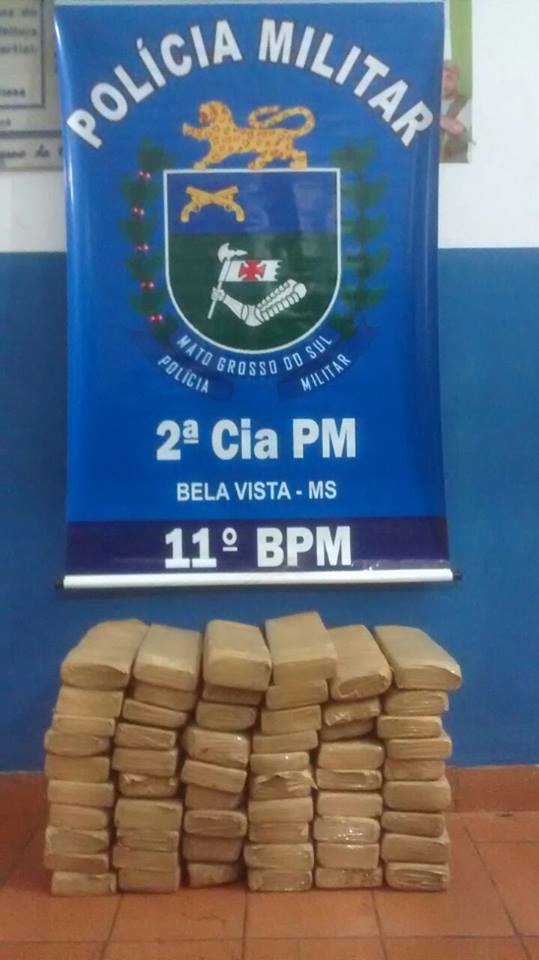 POLÍCIA MILITAR
MATO GROSSO DO SUL
POLÍCIA MILITAR
2ª Cia PM
BELA VISTA - MS
11º BPM